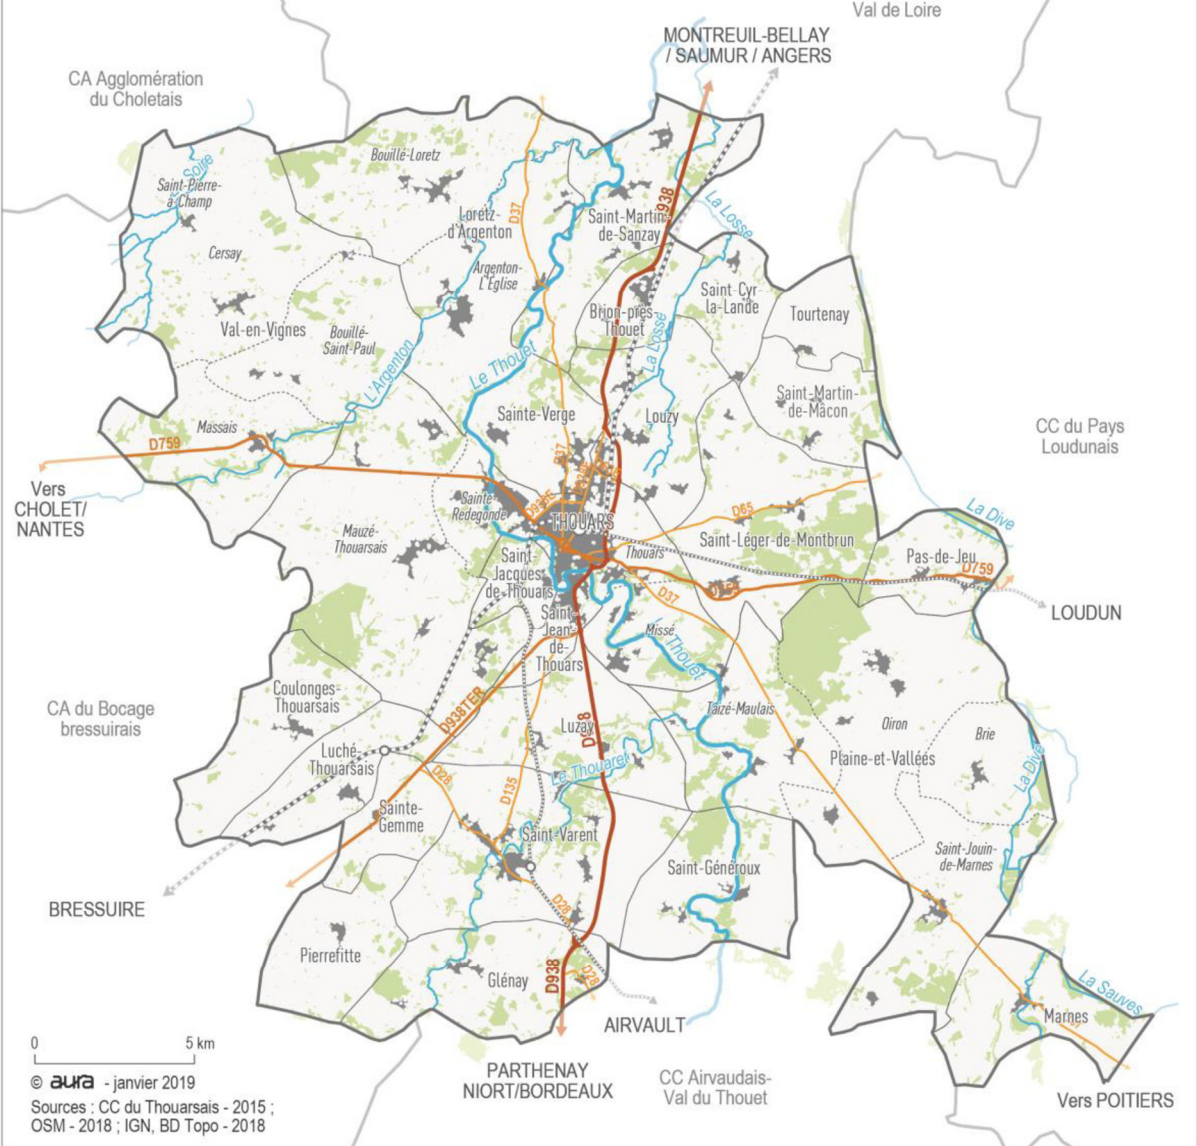 Val de Loire
MONTREUIL-BELLAY
/ SAUMUR / ANGERS
CA Agglomération
du Choletais
Bouillé-Loretz
La Soire
Saint-Pierre-
à-Champ
D37
Loretz-
d'Argenton
Saint-Martin-
de-Sanzay
D938
La Losse
Cersay
Argenton-
L'Eglise
Saint-Cyr-
la-Lande
Tourtenay
Brion-près-
Thouet
Val-en-Vignes
Bouillé-
Saint-Paul
La Losse
L'Argenton
Le Thouet
Saint-Martin-
de-Mâcon
Sainte-Verge
Louzy
CC du Pays
Loudunais
Massais
D759
D37
Vers
CHOLET/
NANTES
Sainte-
Radegonde
THOUARS
D65
La Dive
Mauzé-
Thouarsais
Saint-Léger-de-Montbrun
Thouars
Pas-de-Jeu
D759
Saint-
Jacques-
de-Thouars
D759
D37
LOUDUN
Saint-
Jean-
de-
Thouars
Missé
Le Thouet
Coulonges-
Thouarsais
D938TER
CA du Bocage
bressuirais
Taizé-Maulais
Oiron
Brie
Luzay
D938
Luché-
Thouarsais
Plaine-et-Vallées
La Dive
Le Thouaret
D28
D135
Sainte-
Gemme
Saint-Varent
Saint-Jouin-
de-Marnes
Saint-Généroux
BRESSUIRE
D28
Pierrefitte
Glénay
D938
D28
La Sauves
Marnes
AIRVAULT
0 5 km
PARTHENAY
NIORT/BORDEAUX
CC Airvaudais-
Val du Thouet
Vers POITIERS
© aura - janvier 2019
Sources : CC du Thouarsais - 2015 ;
OSM - 2018 ; IGN, BD Topo - 2018